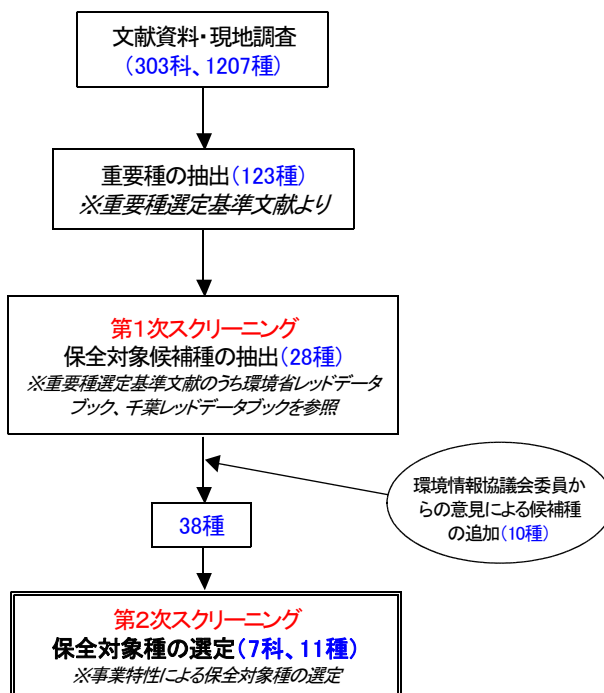 文献資料・現地調査
(303科、1207種)
重要種の抽出(123種)
※重要種選定基準文献より
第1次スクリーニング
保全対象候補種の抽出(28種)
※重要種選定基準文献のうち環境省レッドデータ
ブック、千葉レッドデータブックを参照
環境情報協議会委員か
らの意見による候補種
の追加(10種)
38種
第2次スクリーニング
保全対象種の選定(7科、11種)
※事業特性による保全対象種の選定